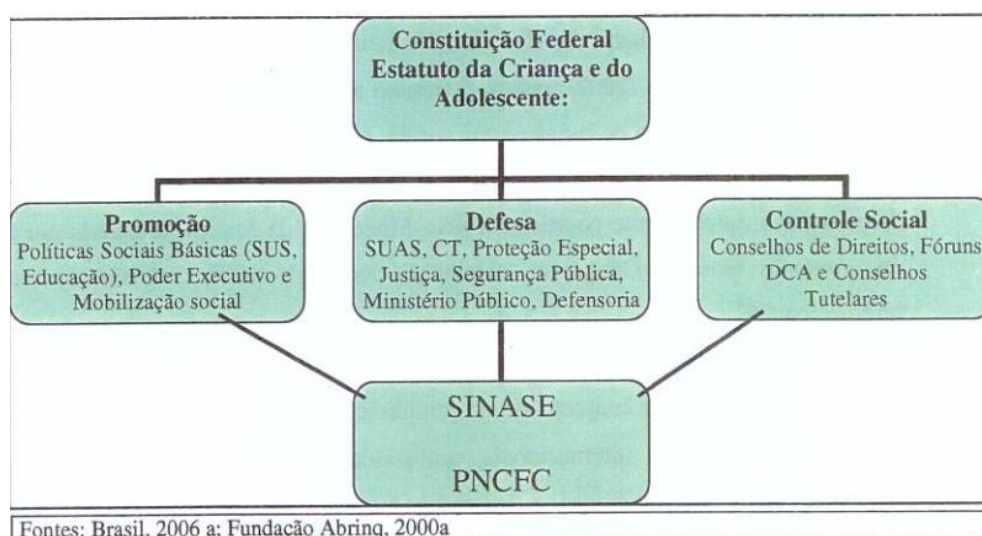 Constituição Federal
Estatuto da Criança e do
Adolescente:
Promoção
Políticas Sociais Básicas (SUS,
Educação), Poder Executivo e
Mobilização social
Defesa
SUAS, CT, Proteção Especial,
Justiça, Segurança Pública,
Ministério Público, Defensoria
Controle Social
Conselhos de Direitos, Fóruns
DCA e Conselhos
Tutelares
SINASE
PNCFC
Fontes: Brasil, 2006 a; Fundação Abrinq, 2000a